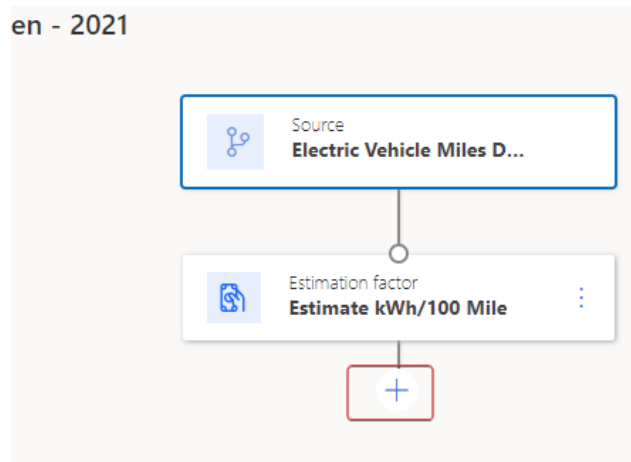 en - 2021
Source
Electric Vehicle Miles D...
Estimation factor
Estimate kWh/100 Mile